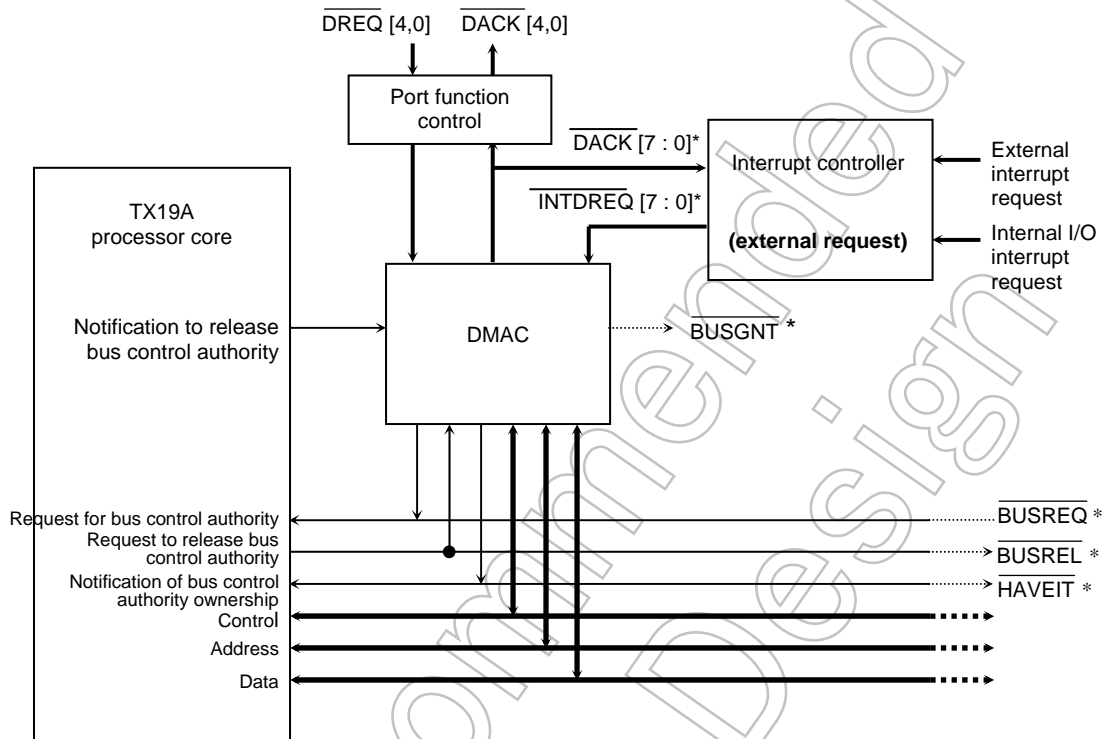 DREQ [4,0] DACK [4,0]
Port function
control
DACK [7 : 0]*
INTDREQ [7 : 0]*
Interrupt controller
(external request)
External
interrupt
request
Internal I/O
interrupt
request
TX19A
processor core
Notification to release
bus control authority
DMAC
BUSGNT *
Request for bus control authority
BUSREQ *
Request to release bus
control authority
BUSREL *
Notification of bus control
authority ownership
HAVEIT *
Control
Address
Data
ommended
Design